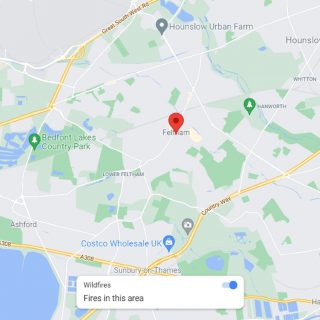 Great South-West Rd
Hounslow Urban Farm
Hounslow
WHITTON
HANWORTH
Feltham
Bedfont Lakes
Country Park
LOWER FELTHAM
Country Way
Ashford
Costco Wholesale UK
A308
A308
Sunbury-on-Thames
Wildfires
Fires in this area